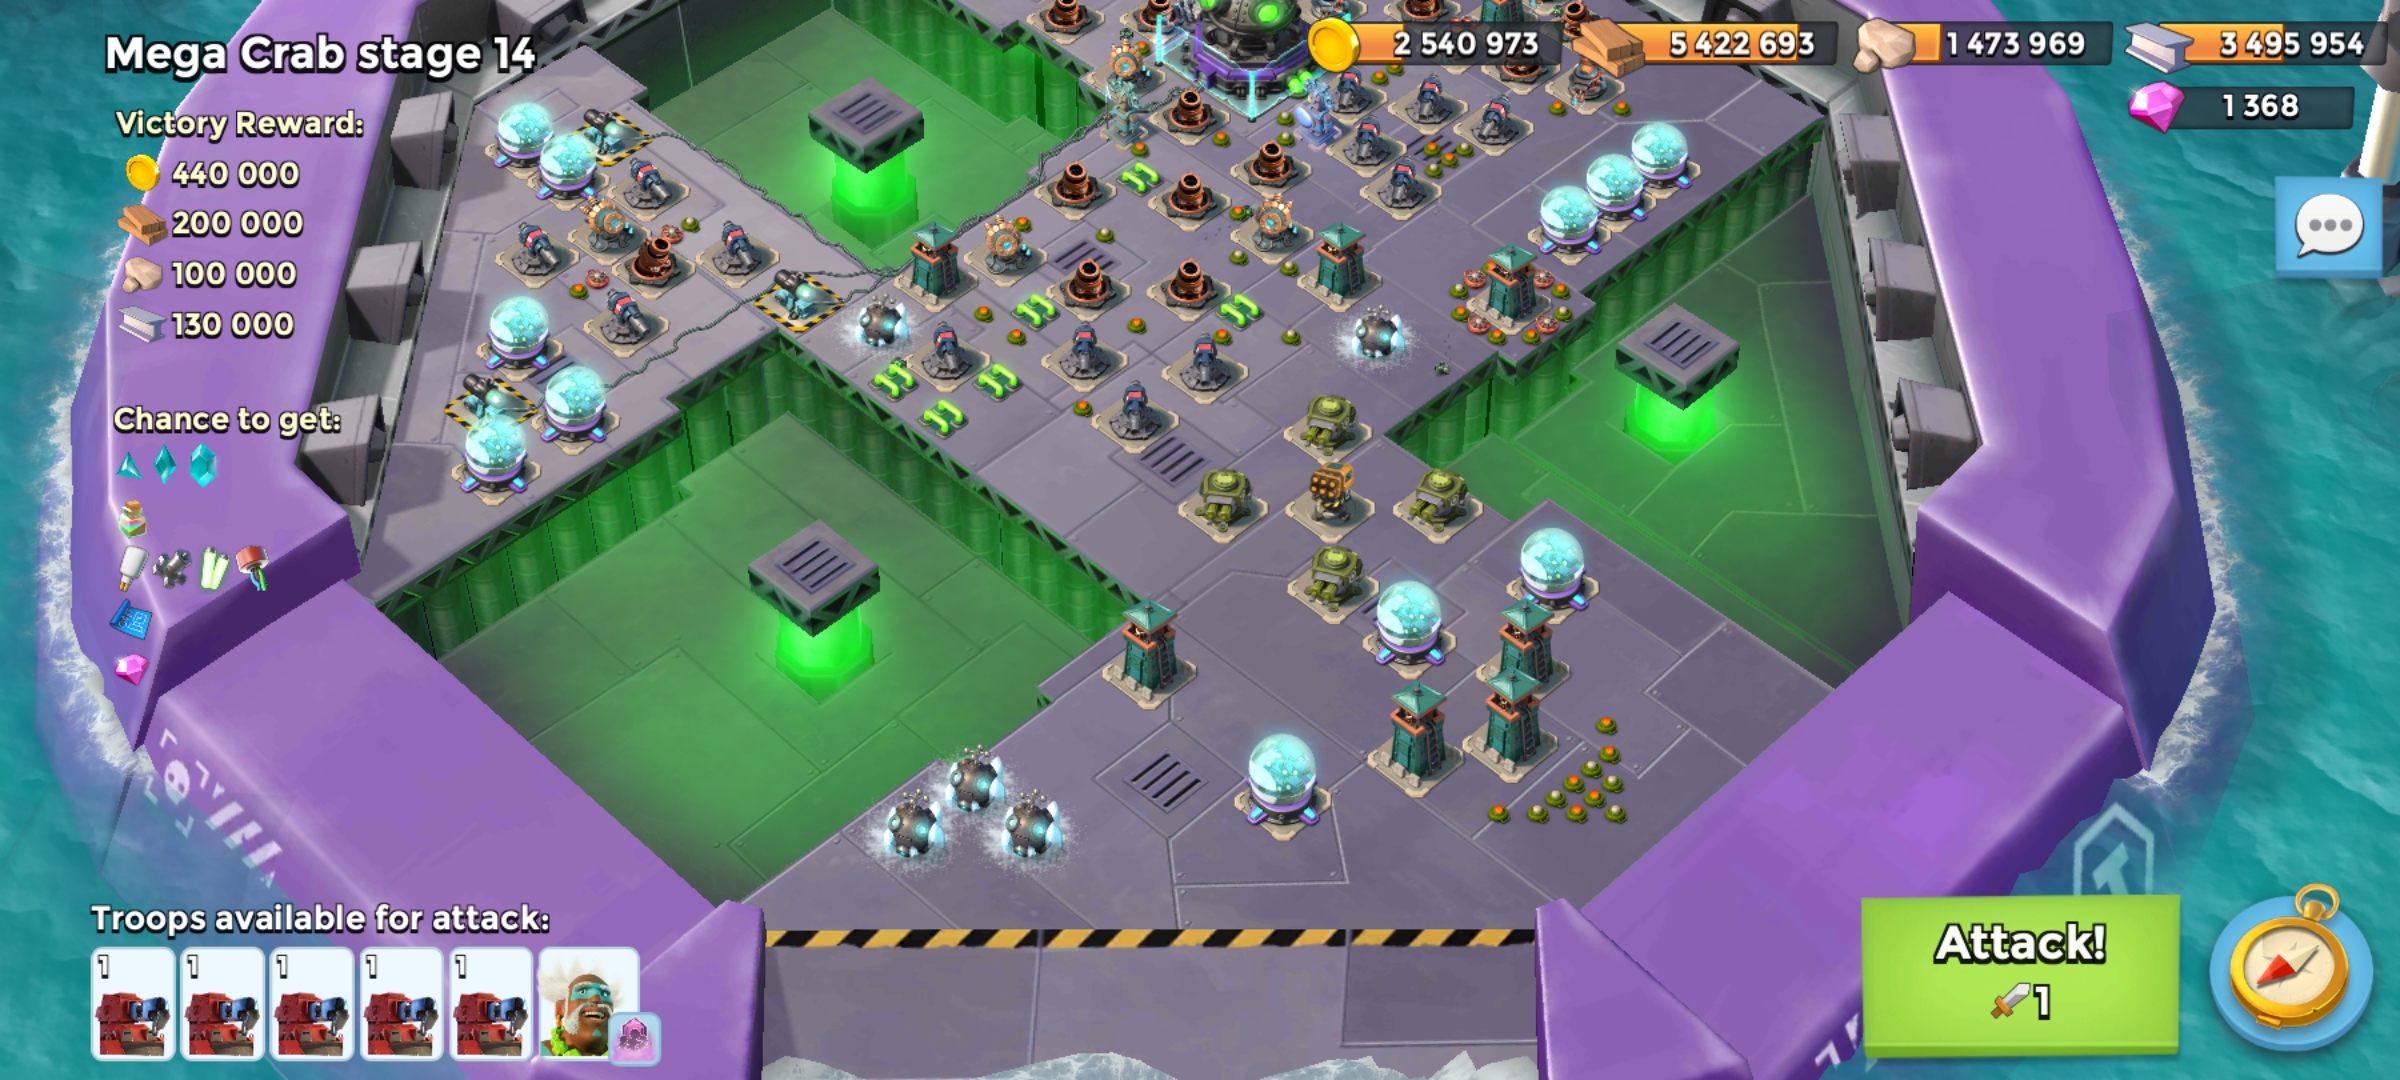 Mega Crab stage 14
2 540 973
5 422 693
1 473 969
3 495 954
1 368
Victory Reward:
440 000
200 000
100 000
130 000
Chance to get:
Troops available for attack:
1
1
1
1
1
Attack!
1